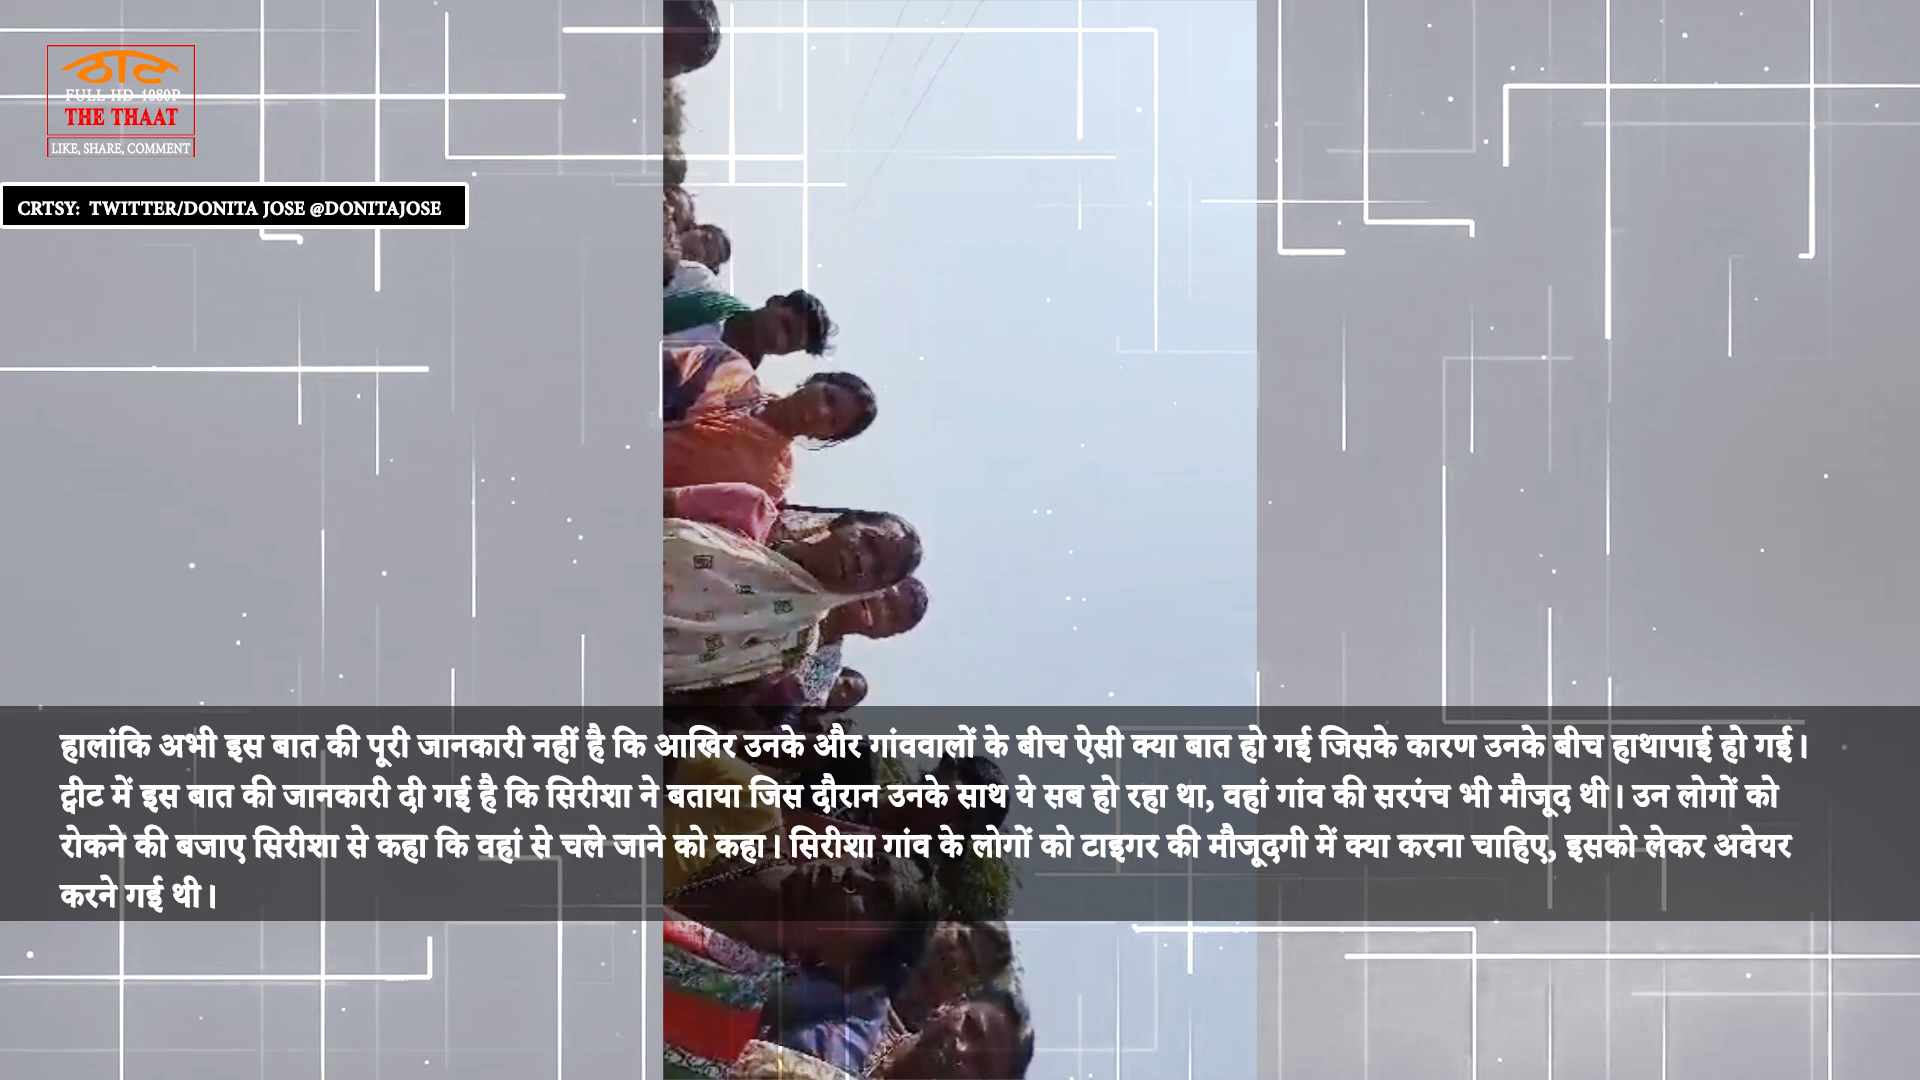 ठाट
FULL HD 1080P
THE THAAT
LIKE, SHARE, COMMENT
CRTSY: TWITTER/DONITA JOSE @DONITAJOSE
हालांकि अभी इस बात की पूरी जानकारी नहीं है कि आखिर उनके और गांववालों के बीच ऐसी क्या बात हो गई जिसके कारण उनके बीच हाथापाई हो गई।
ट्वीट में इस बात की जानकारी दी गई है कि सिरीशा ने बताया जिस दौरान उनके साथ ये सब हो रहा था, वहां गांव की सरपंच भी मौजूद थी। उन लोगों को
रोकने की बजाए सिरीशा से कहा कि वहां से चले जाने को कहा। सिरीशा गांव के लोगों को टाइगर की मौजूदगी में क्या करना चाहिए, इसको लेकर अवेयर
करने गई थी।